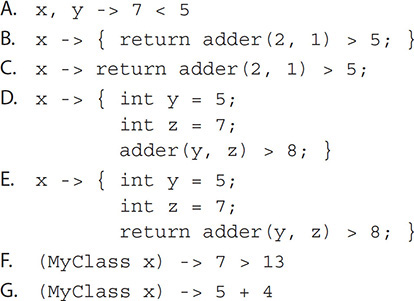 A. x, y -> 7 < 5
B. x -> { return adder(2, 1) > 5; }
C. x -> return adder(2, 1) > 5;
D. x -> { int y = 5;
int z = 7;
adder(y, z) > 8; }
E. x -> { int y = 5;
int z = 7;
return adder(y, z) > 8; }
F. (MyClass x) -> 7 > 13
G. (MyClass x) -> 5 + 4